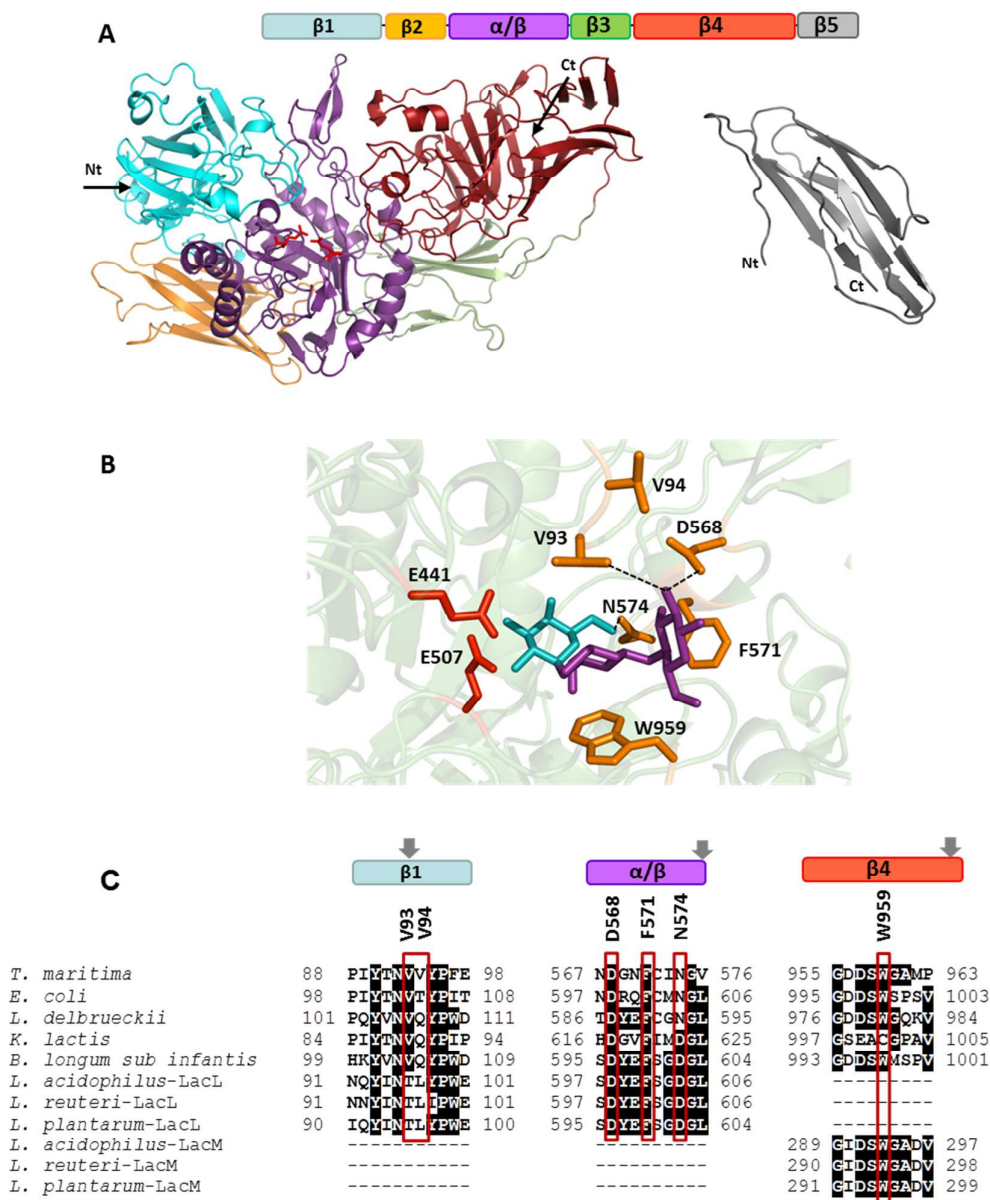 A
β1 β2 α/β β3 β4 β5
Ct
Nt
Nt
Ct
B
V94
V93
D568
E441
N574
E507
F571
W959
C
β1 α/β β4
V93 V94 D568 F571 N574 W959
T. maritima 88 PIYTNVVYPFE 98 567 NDGNFCINGV 576 955 GDDSWGAMP 963
E. coli 98 PIYTNVTYPIT 108 597 NDRQFCMNGL 606 995 GDDSWSPSV 1003
L. delbrueckii 101 PQYVNVQYPWD 111 586 TDYEFCGNGL 595 976 GDDSWGQKV 984
K. lactis 84 PIYTNVQYPIP 94 616 HDGVFIMDGL 625 997 GSEACGPAV 1005
B. longum sub infantis 99 HKYVNVQYPWD 109 595 SDYEFSGDGL 604 993 GDDSWMSPV 1001
L. acidophilus-LacL 91 NQYINTLYPWE 101 597 SDYEFSGDGL 606 ---------
L. reuteri-LacL 91 NNYINTLIPWE 101 597 SDYEFSGDGL 606 ---------
L. plantarum-LacL 90 IQYINTLYPWE 100 595 SDYEFSGDGL 604 ---------
L. acidophilus-LacM ----------- ---------- 289 GIDSWGADV 297
L. reuteri-LacM ----------- ---------- 290 GIDSWGADV 298
L. plantarum-LacM ----------- ---------- 291 GIDSWGADV 299